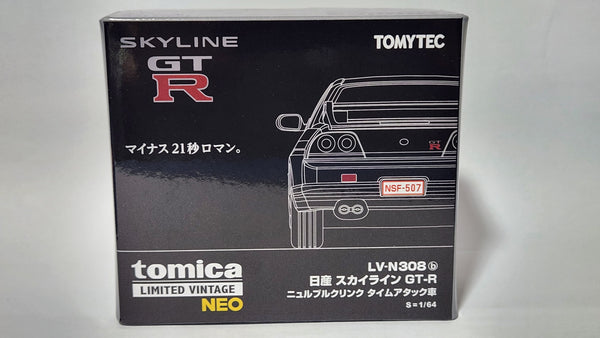 SKYLINE
GT
R
TOMYTEC
マイナス21秒ロマン。
GT
R
NSF-507
tomica
LIMITED VINTAGE
NEO
LV-N308ⓑ
日産 スカイライン GT-R
ニュルブルクリンク タイムアタック車
S=1/64